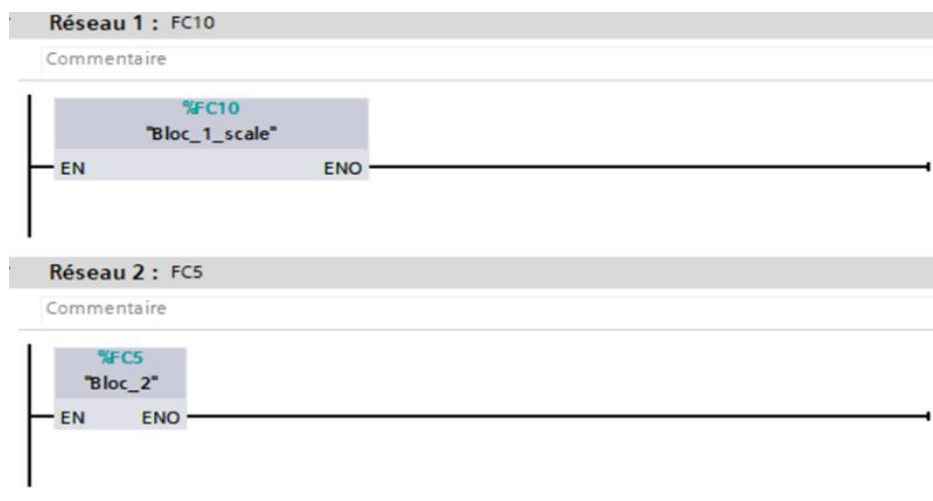 Réseau 1 : FC10
Commentaire
%FC10
"Bloc_1_scale"
EN ENO
Réseau 2 : FC5
Commentaire
%FC5
"Bloc_2"
EN ENO